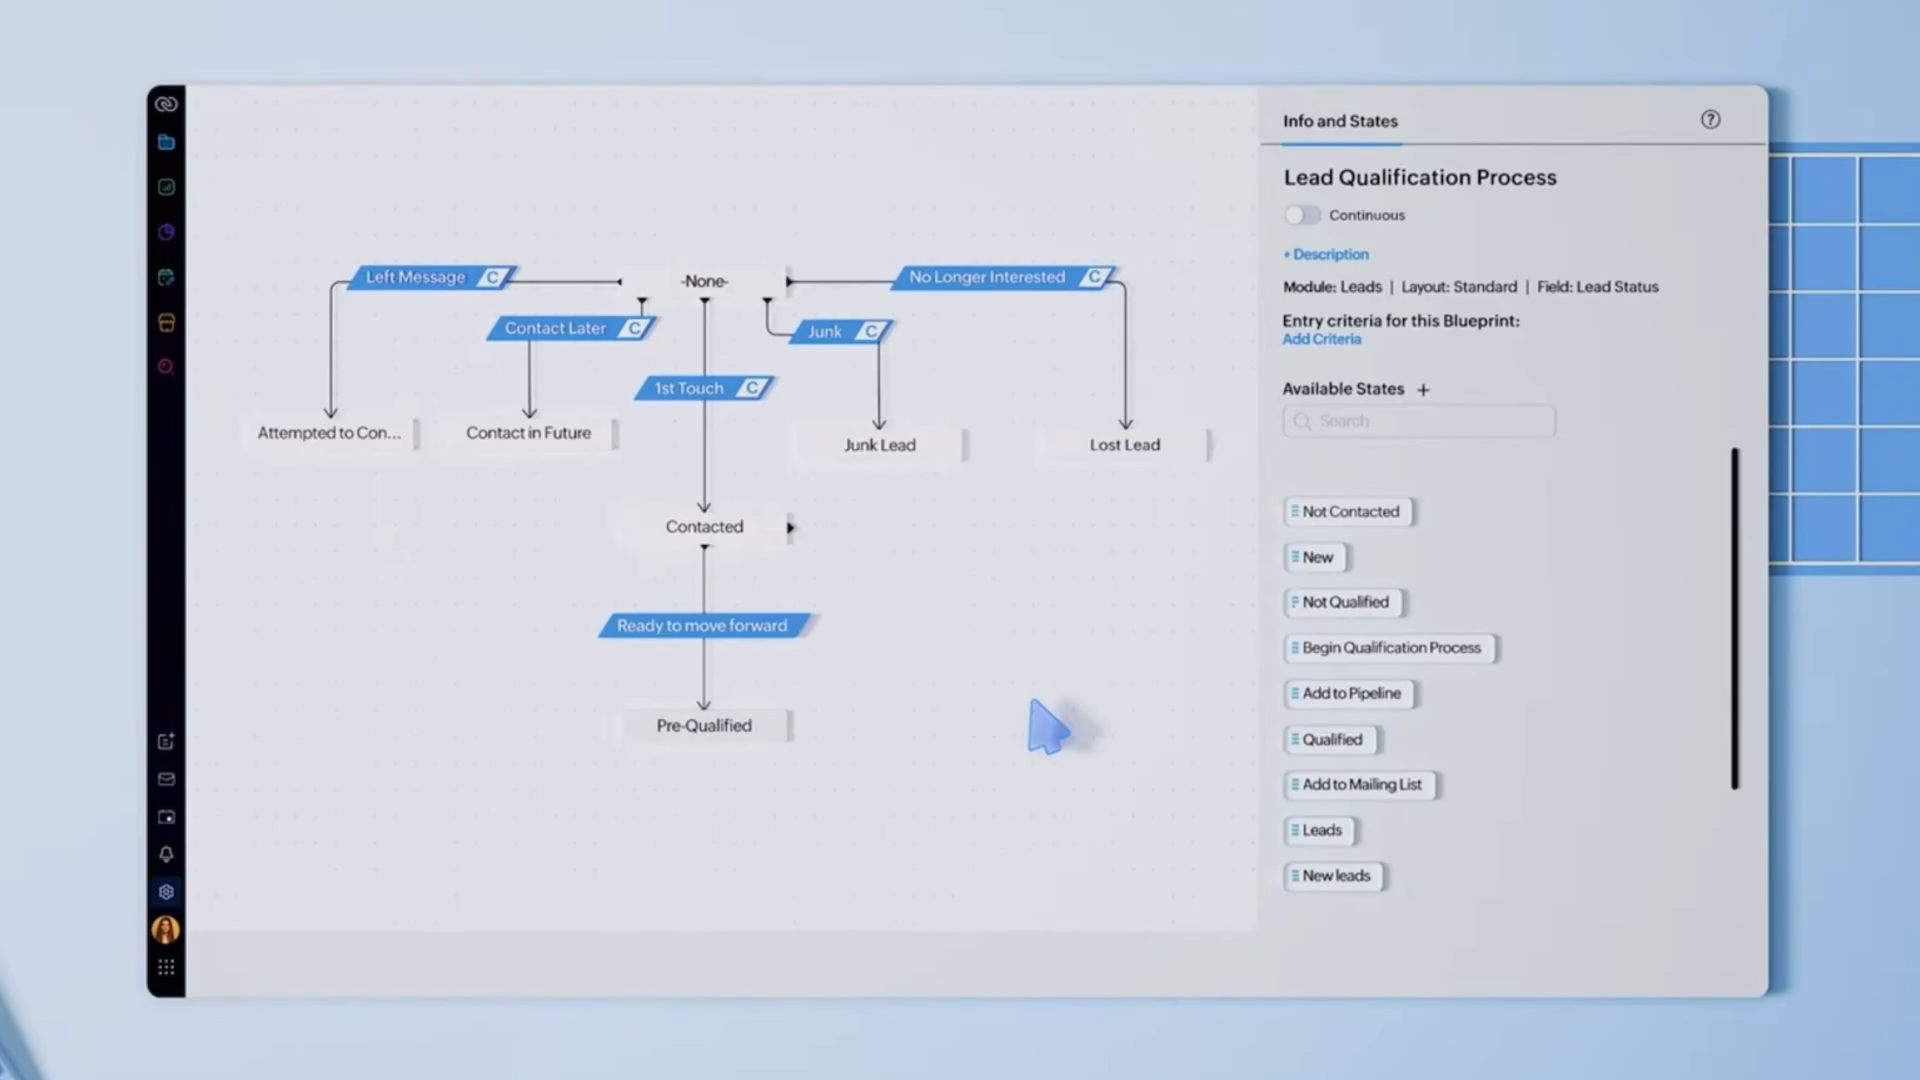 Info and States
?
Lead Qualification Process
Continuous
+ Description
Module: Leads | Layout: Standard | Field: Lead Status
Entry criteria for this Blueprint:
Add Criteria
Available States +
Search
Not Contacted
New
Not Qualified
Begin Qualification Process
Add to Pipeline
Qualified
Add to Mailing List
Leads
New leads
Left Message C
-None-
No Longer Interested C
Contact Later C
Junk C
1st Touch C
Attempted to Con...
Contact in Future
Junk Lead
Lost Lead
Contacted
Ready to move forward
Pre-Qualified